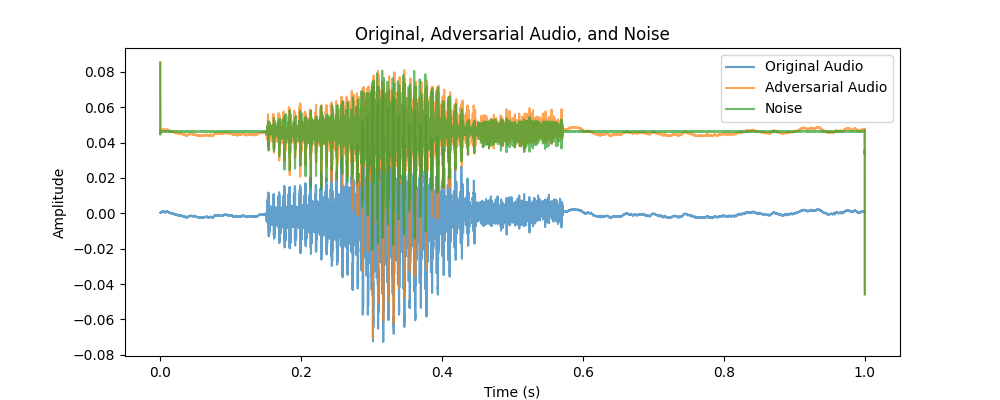 Original, Adversarial Audio, and Noise
Original Audio
Adversarial Audio
Noise
Amplitude
0.08
0.06
0.04
0.02
0.00
−0.02
−0.04
−0.06
−0.08
0.0 0.2 0.4 0.6 0.8 1.0
Time (s)